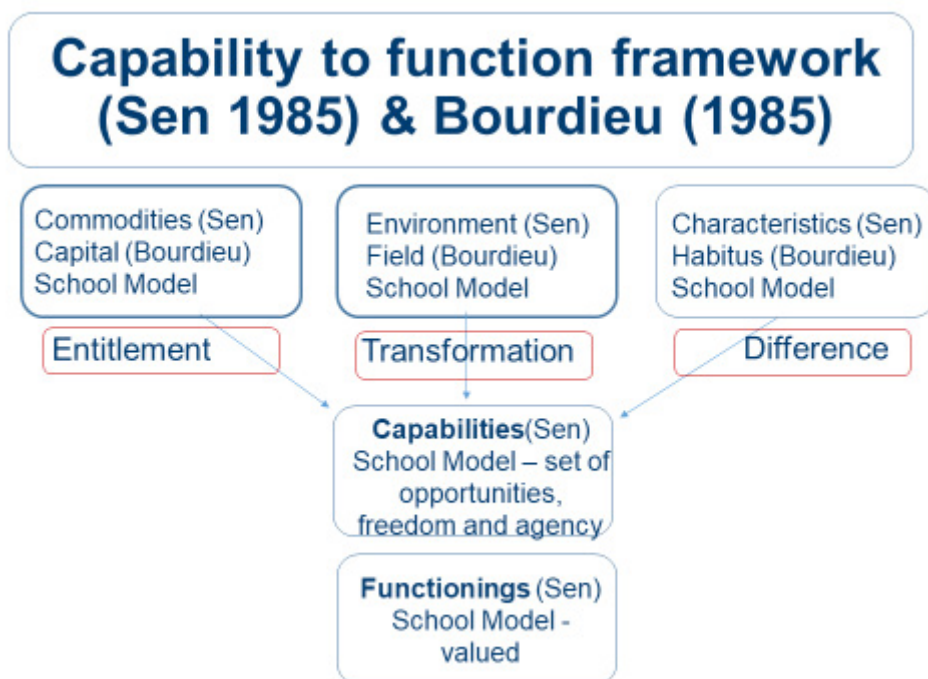 Capability to function framework
(Sen 1985) & Bourdieu (1985)
Commodities (Sen)
Capital (Bourdieu)
School Model
Environment (Sen)
Field (Bourdieu)
School Model
Characteristics (Sen)
Habitus (Bourdieu)
School Model
Entitlement
Transformation
Difference
Capabilities(Sen)
School Model – set of
opportunities,
freedom and agency
Functionings (Sen)
School Model -
valued